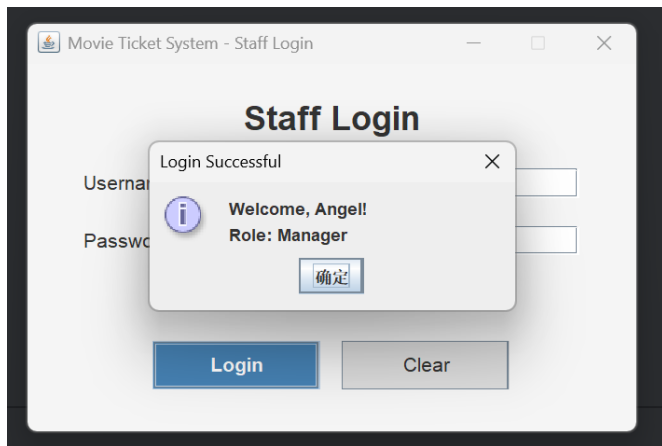 Movie Ticket System - Staff Login
Staff Login
Login Successful
Welcome, Angel!
Role: Manager
确定
Login
Clear